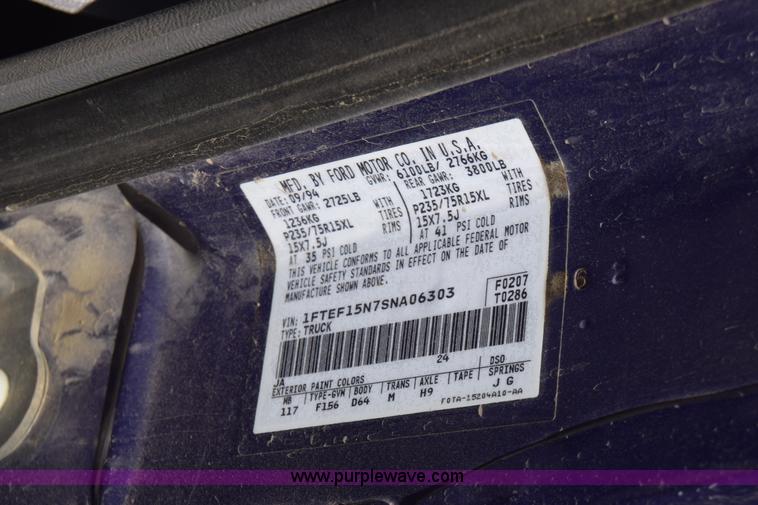 MFD. BY FORD MOTOR CO. IN U.S.A.
DATE: 09/94 GVWR: 6100LB/ 2766KG
FRONT GAWR: 2725LB REAR GAWR: 3800LB
1236KG WITH 1723KG WITH
P235/75R15XL TIRES P235/75R15XL TIRES
15X7.5J RIMS 15X7.5J RIMS
AT 35 PSI COLD AT 41 PSI COLD
THIS VEHICLE CONFORMS TO ALL APPLICABLE FEDERAL MOTOR
VEHICLE SAFETY STANDARDS IN EFFECT ON THE DATE OF
MANUFACTURE SHOWN ABOVE.
VIN: 1FTEF15N7SNA06303 F0207
TYPE: TRUCK T0286
6
JA 24 DSO
EXTERIOR PAINT COLORS
WB TYPE-GVW BODY TRANS AXLE TAPE SPRINGS
117 F156 D64 M H9 J G
F0TA-15204A10-AA
www.purplewave.com